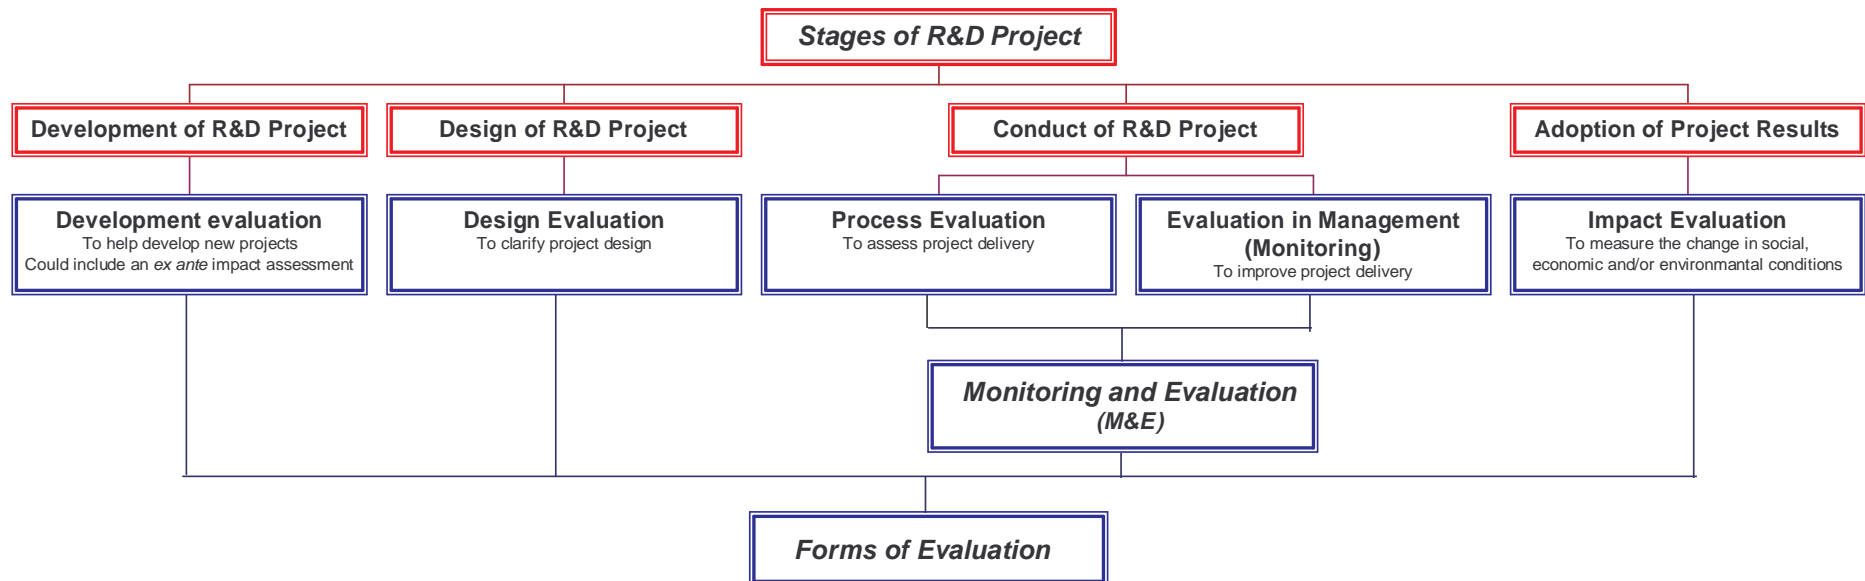 Stages of R&D Project
Development of R&D Project
Design of R&D Project
Conduct of R&D Project
Adoption of Project Results
Development evaluation
To help develop new projects
Could include an ex ante impact assessment
Design Evaluation
To clarify project design
Process Evaluation
To assess project delivery
Evaluation in Management
(Monitoring)
To improve project delivery
Impact Evaluation
To measure the change in social,
economic and/or environmantal conditions
Monitoring and Evaluation
(M&E)
Forms of Evaluation